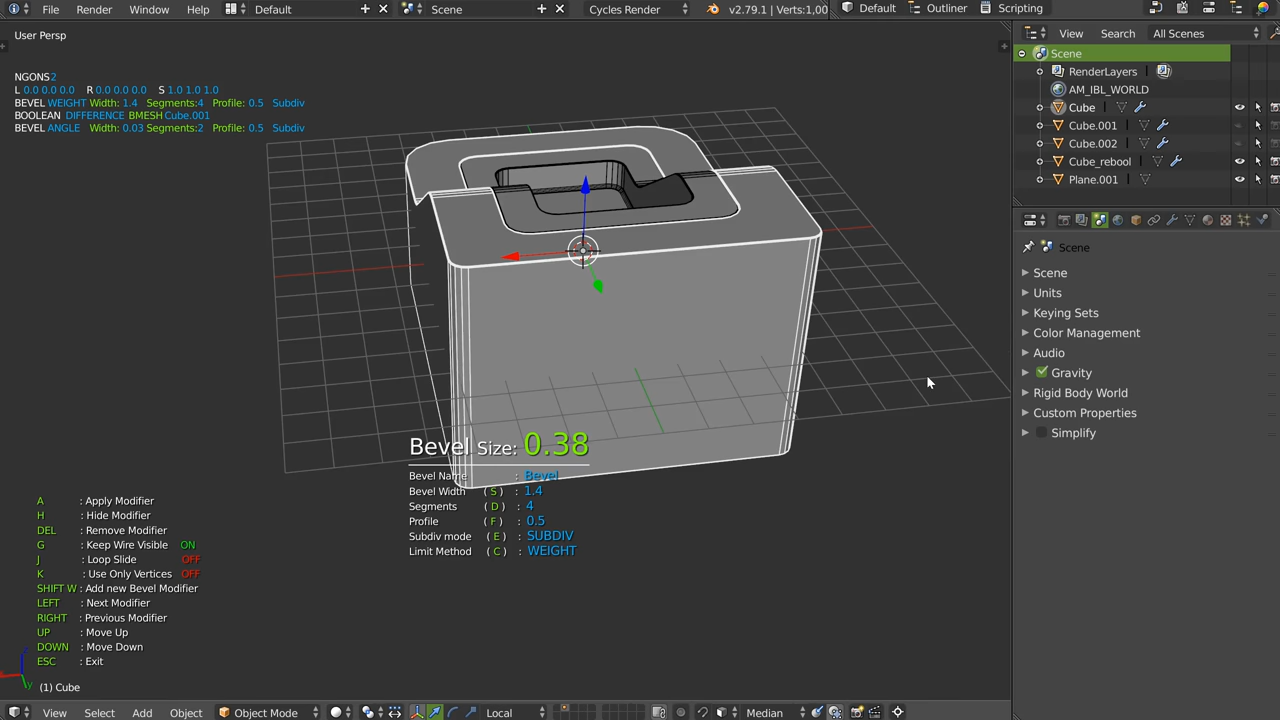 File Render Window Help Default Scene Cycles Render v2.79.1 | Verts:1,00 Default Outliner Scripting
User Persp
NGONS 2
L 0.0 0.0 0.0 R 0.0 0.0 0.0 S 1.0 1.0 1.0
BEVEL WEIGHT Width: 1.4 Segments:4 Profile: 0.5 Subdiv
BOOLEAN DIFFERENCE BMESH Cube.001
BEVEL ANGLE Width: 0.03 Segments:2 Profile: 0.5 Subdiv
Bevel Size: 0.38
Bevel Name : Bevel
Bevel Width ( S ) : 1.4
Segments ( D ) : 4
Profile ( F ) : 0.5
Subdiv mode ( E ) : SUBDIV
Limit Method ( C ) : WEIGHT
A : Apply Modifier
H : Hide Modifier
DEL : Remove Modifier
G : Keep Wire Visible ON
J : Loop Slide OFF
K : Use Only Vertices OFF
SHIFT W : Add new Bevel Modifier
LEFT : Next Modifier
RIGHT : Previous Modifier
UP : Move Up
DOWN : Move Down
ESC : Exit
z
y
(1) Cube
View Select Add Object Object Mode Local Median
View Search All Scenes
Scene
RenderLayers
AM_IBL_WORLD
Cube
Cube.001
Cube.002
Cube_rebool
Plane.001
Scene
Scene
Units
Keying Sets
Color Management
Audio
Gravity
Rigid Body World
Custom Properties
Simplify